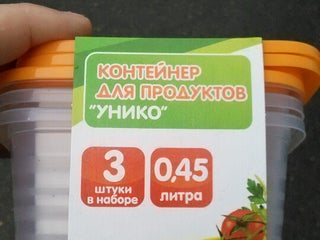 КОНТЕЙНЕР
ДЛЯ ПРОДУКТОВ
"УНИКО"
3
штуки
в наборе
0,45
литра